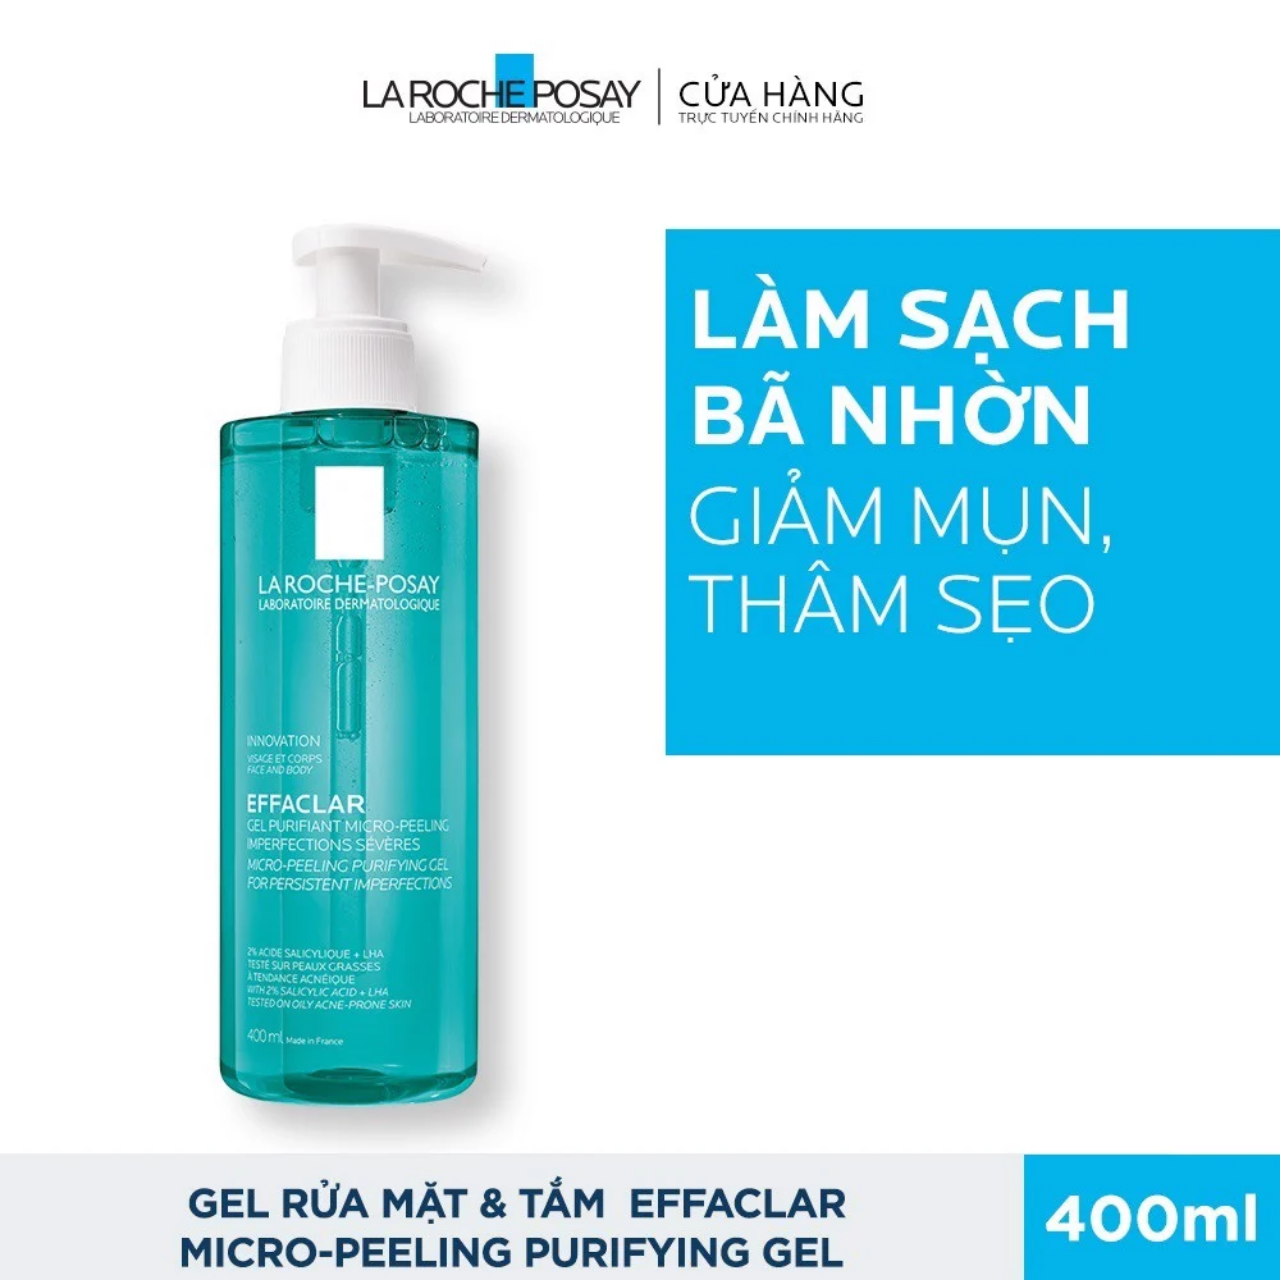 LA ROCHE POSAY
LABORATOIRE DERMATOLOGIQUE
CỬA HÀNG
TRỰC TUYẾN CHÍNH HÃNG
LÀM SẠCH
BÃ NHỜN
GIẢM MỤN,
THÂM SẸO
LA ROCHE-POSAY
LABORATOIRE DERMATOLOGIQUE
INNOVATION
VISAGE ET CORPS
FACE AND BODY
EFFACLAR
GEL PURIFIANT MICRO-PEELING
IMPERFECTIONS SÉVÈRES
MICRO-PEELING PURIFYING GEL
FOR PERSISTENT IMPERFECTIONS
2% ACIDE SALICYLIQUE + LHA
TESTÉ SUR PEAUX GRASSES
À TENDANCE ACNÉIQUE
WITH 2% SALICYLIC ACID + LHA
TESTED ON OILY ACNE-PRONE SKIN
400 ml Made in France
GEL RỬA MẶT & TẮM EFFACLAR
MICRO-PEELING PURIFYING GEL
400ml